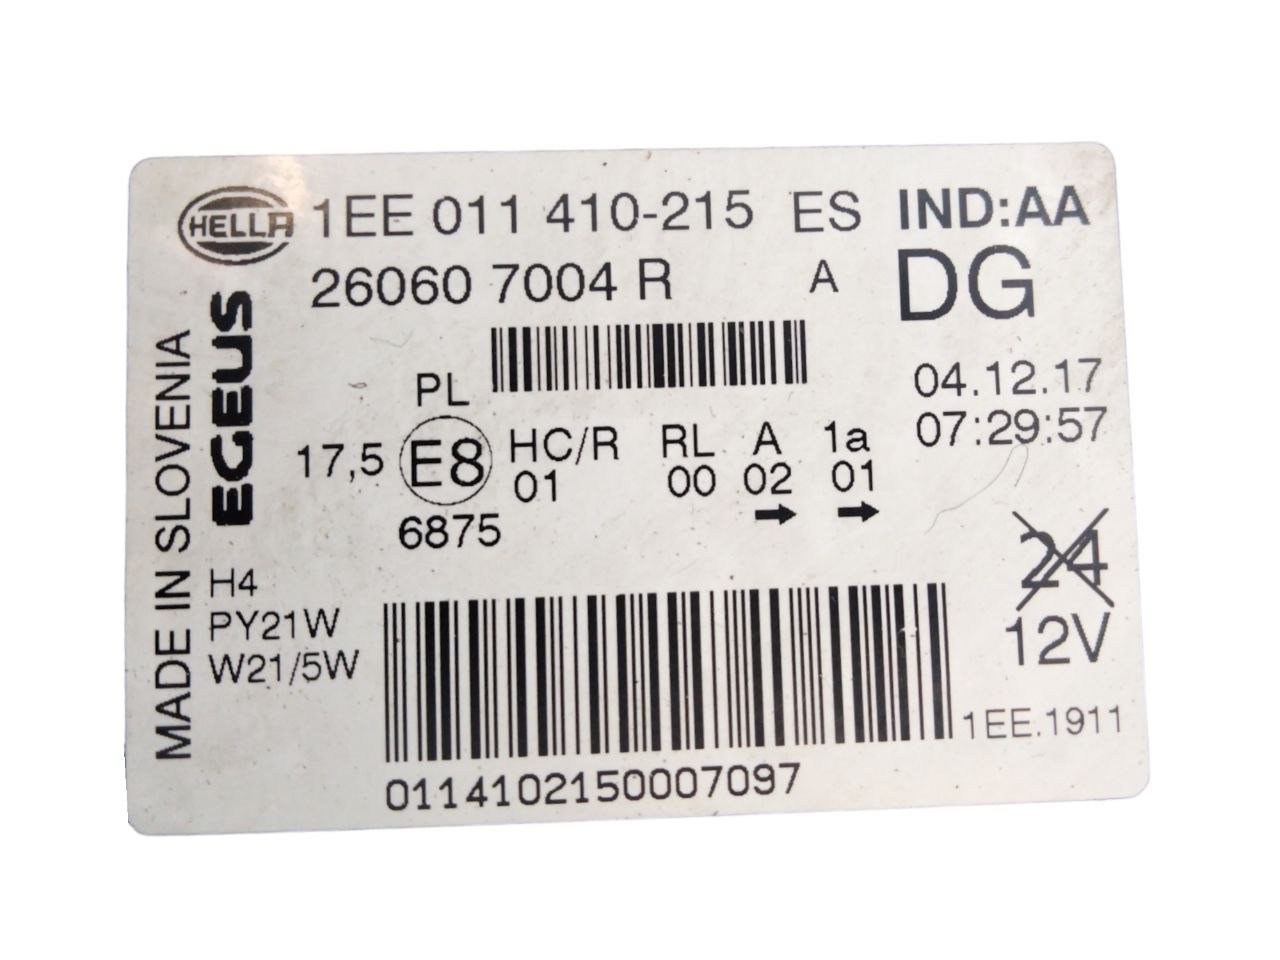 HELLA 1EE 011 410-215 ES IND:AA
26060 7004 R A DG
MADE IN SLOVENIA
EGEUS
04.12.17
07:29:57
PL
17,5 E8 HC/R RL A 1a
01 00 02 01
6875 → →
24
12V
H4
PY21W
W21/5W
1EE.1911
0114102150007097